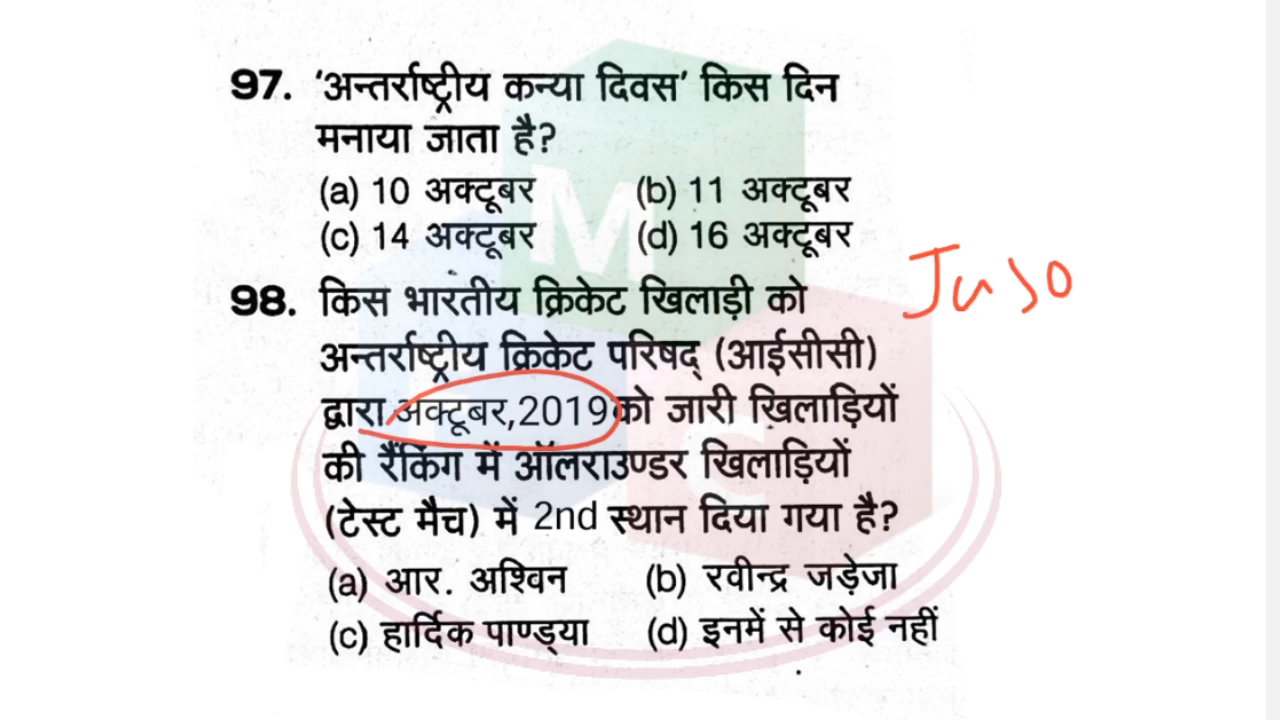 97. ‘अन्तर्राष्ट्रीय कन्या दिवस’ किस दिन
मनाया जाता है?
(a) 10 अक्टूबर (b) 11 अक्टूबर
(c) 14 अक्टूबर (d) 16 अक्टूबर
98. किस भारतीय क्रिकेट खिलाड़ी को
अन्तर्राष्ट्रीय क्रिकेट परिषद् (आईसीसी)
द्वारा अक्टूबर,2019 को जारी खिलाड़ियों
की रैंकिंग में ऑलराउण्डर खिलाड़ियों
(टेस्ट मैच) में 2nd स्थान दिया गया है?
(a) आर. अश्विन (b) रवीन्द्र जड़ेजा
(c) हार्दिक पाण्ड्या (d) इनमें से कोई नहीं
M
C